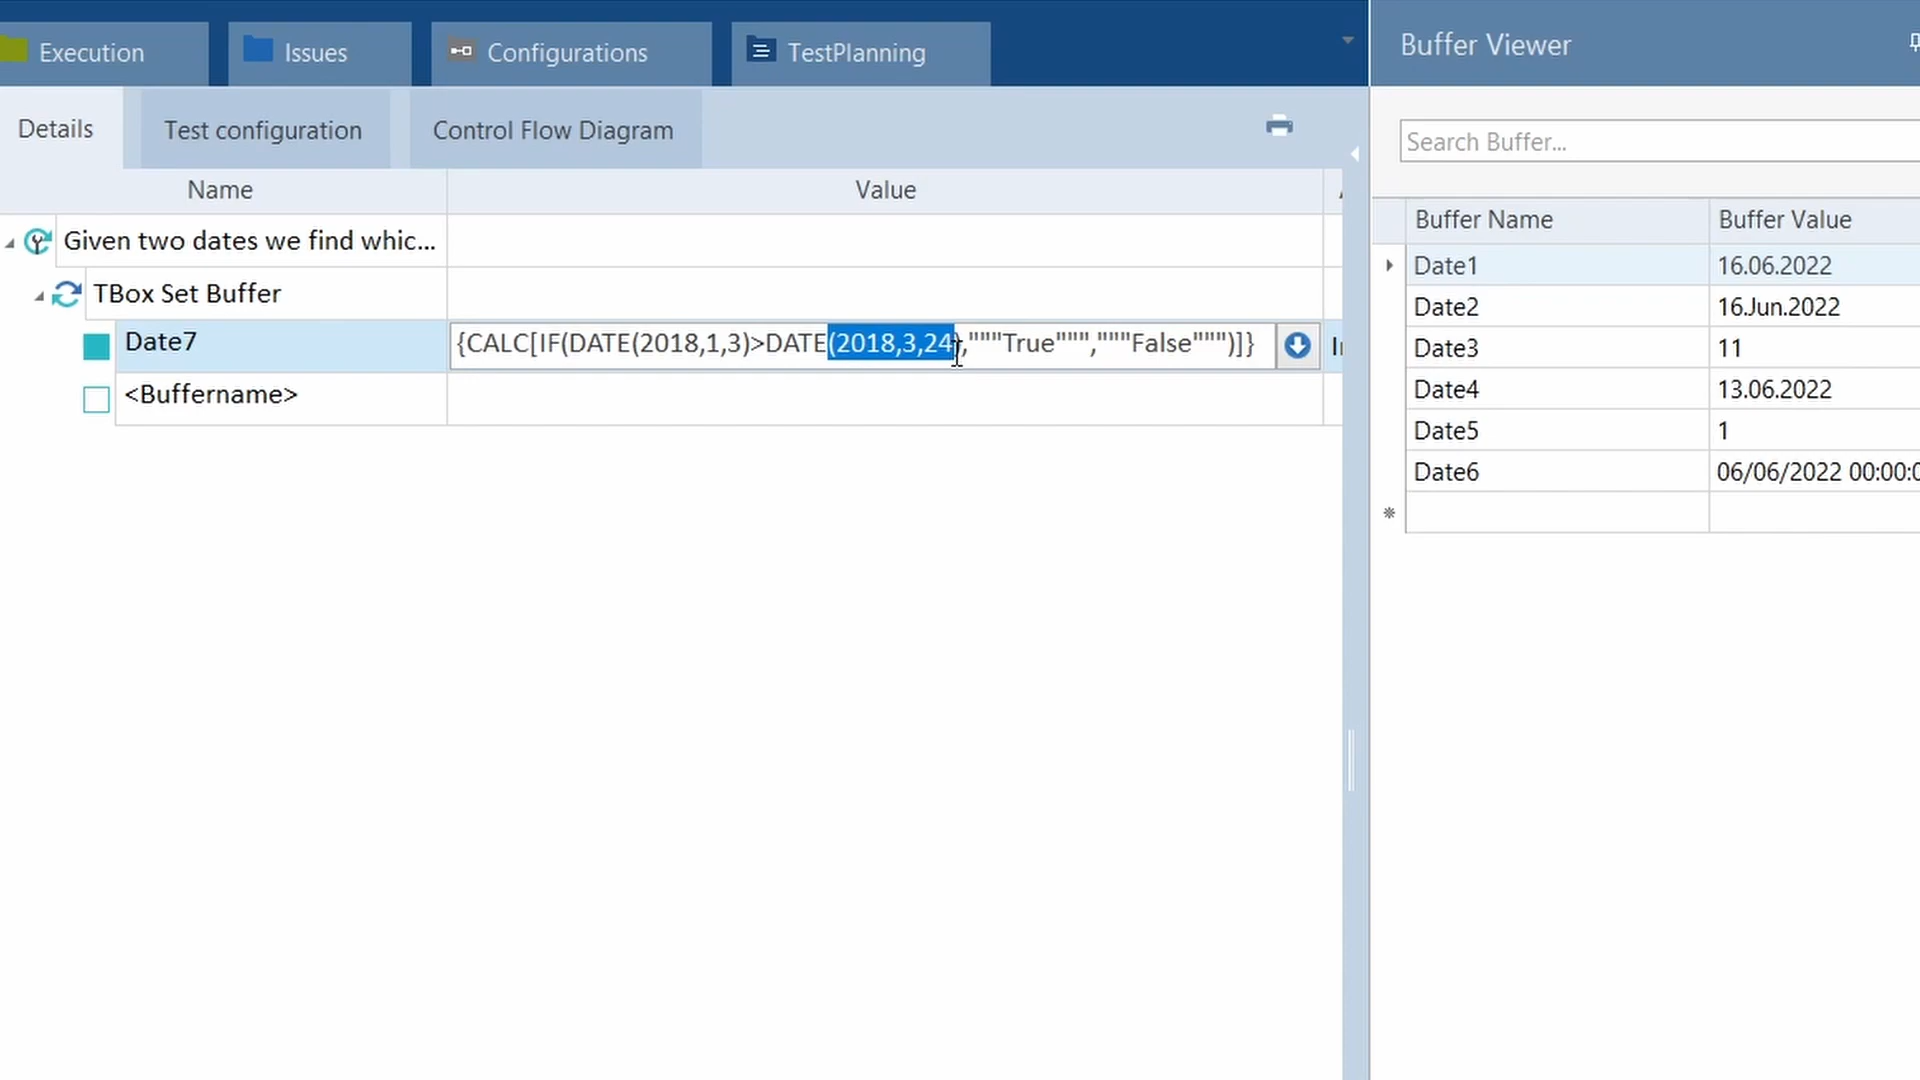 Execution
Issues
Configurations
TestPlanning
Buffer Viewer
Details
Test configuration
Control Flow Diagram
Search Buffer...
Name
Value
Buffer Name
Buffer Value
Given two dates we find whic...
Date1
16.06.2022
TBox Set Buffer
Date2
16.Jun.2022
Date7
{CALC[IF(DATE(2018,1,3)>DATE(2018,3,24),"""True""","""False""")]}
Date3
11
<Buffername>
Date4
13.06.2022
Date5
1
Date6
06/06/2022 00:00:0